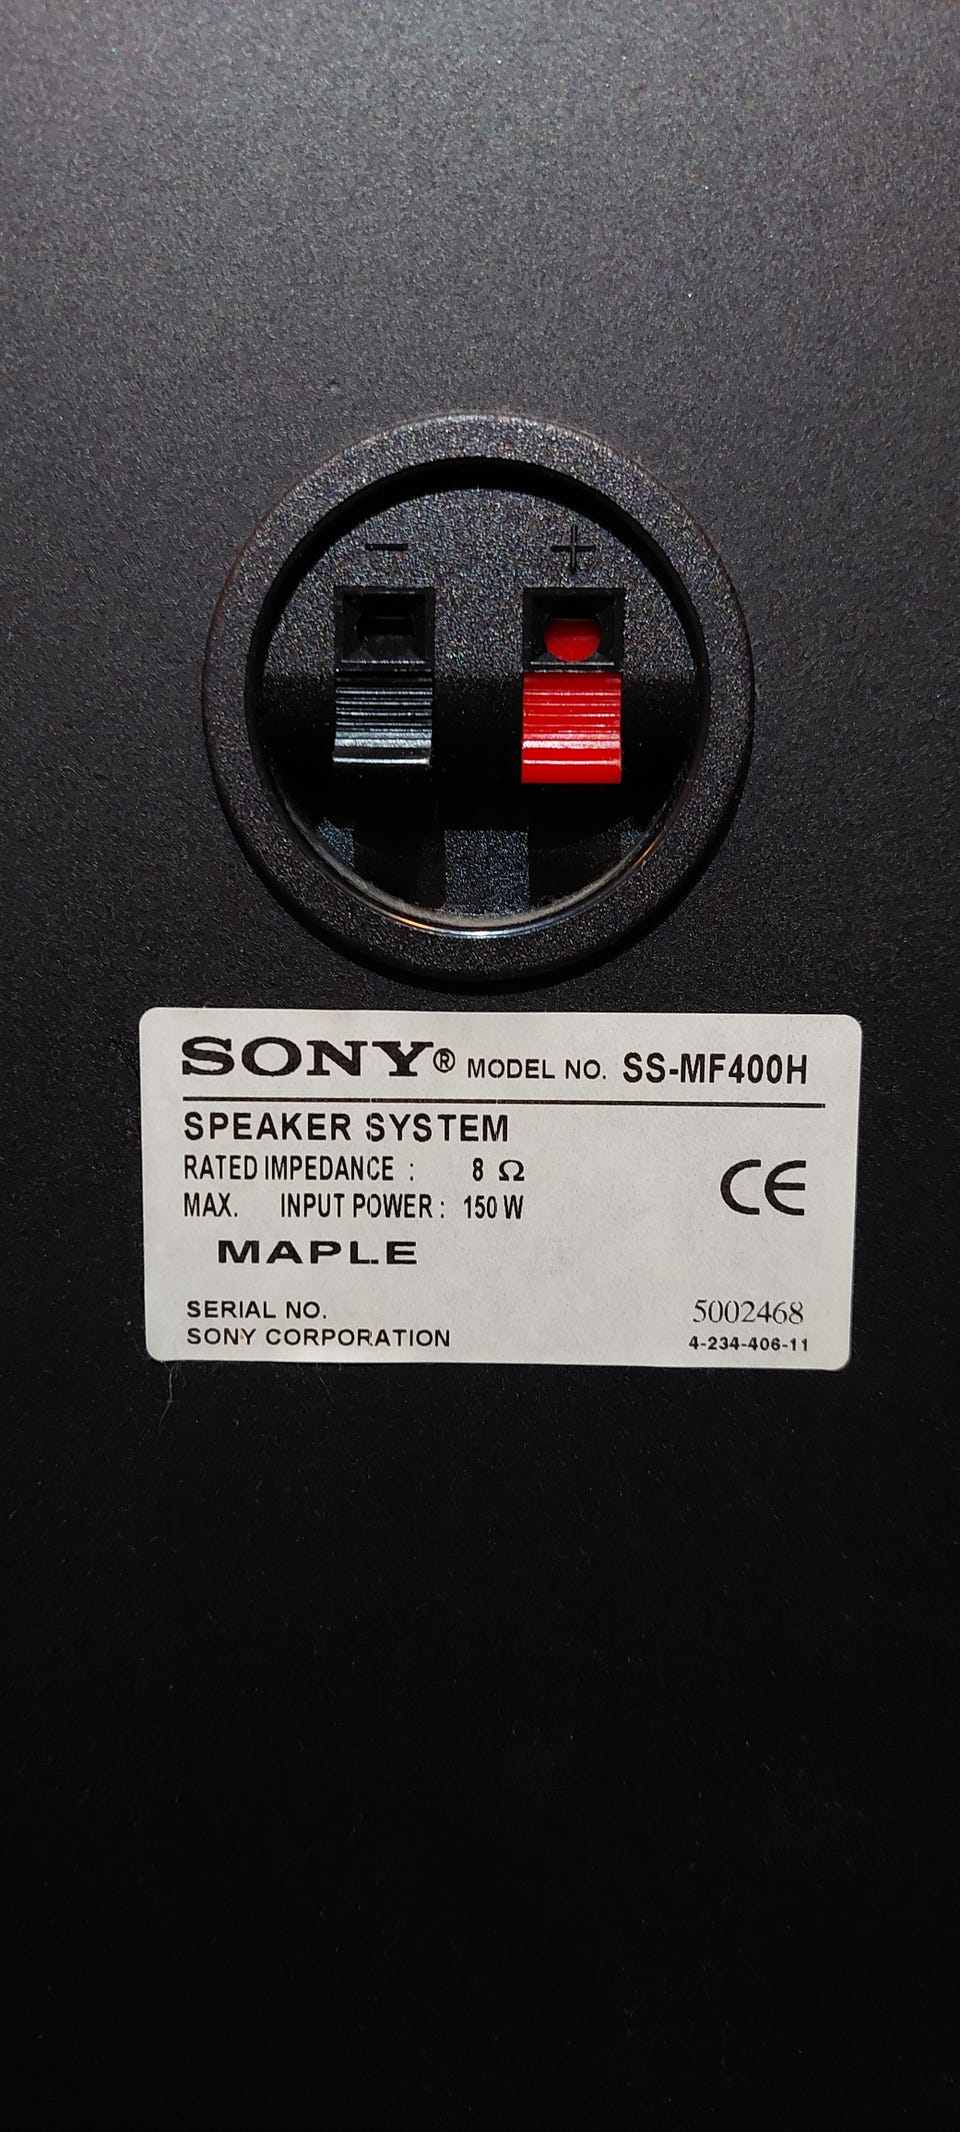 − +
SONY® MODEL NO. SS-MF400H
SPEAKER SYSTEM
RATED IMPEDANCE : 8 Ω
MAX. INPUT POWER : 150 W
CE
MAPLE
SERIAL NO. 5002468
SONY CORPORATION 4-234-406-11